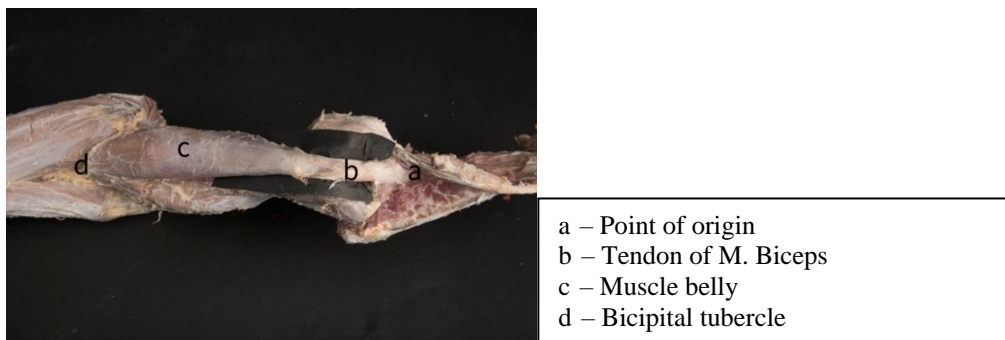 c
d
b
a
a – Point of origin
b – Tendon of M. Biceps
c – Muscle belly
d – Bicipital tubercle